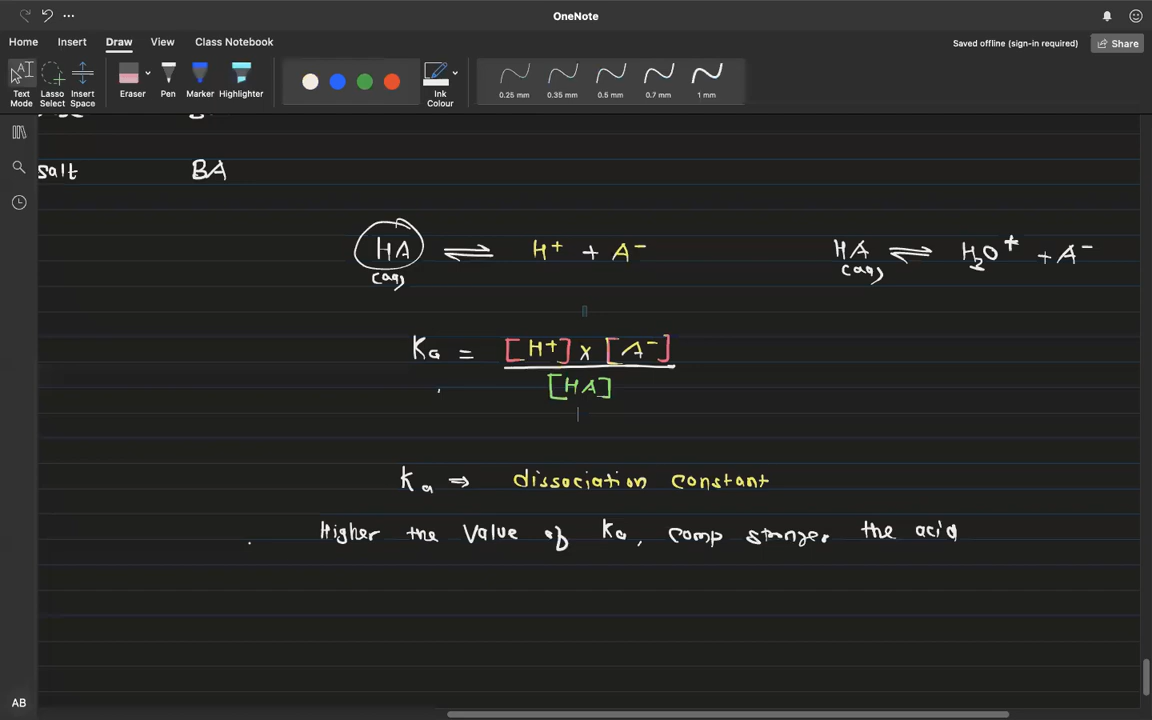 OneNote
Home Insert Draw View Class Notebook
Saved offline (sign-in required) Share
Text Mode Lasso Select Insert Space Eraser Pen Marker Highlighter Ink Colour 0.25 mm 0.35 mm 0.5 mm 0.7 mm 1 mm
salt BA
HA ⇌ H+ + A−
(aq)
HA ⇌ H3O+ + A−
(aq)
Ka = [H+] x [A−]
[HA]
Ka ⇒ dissociation constant
Higher the value of Ka, comp stronger the acid
AB